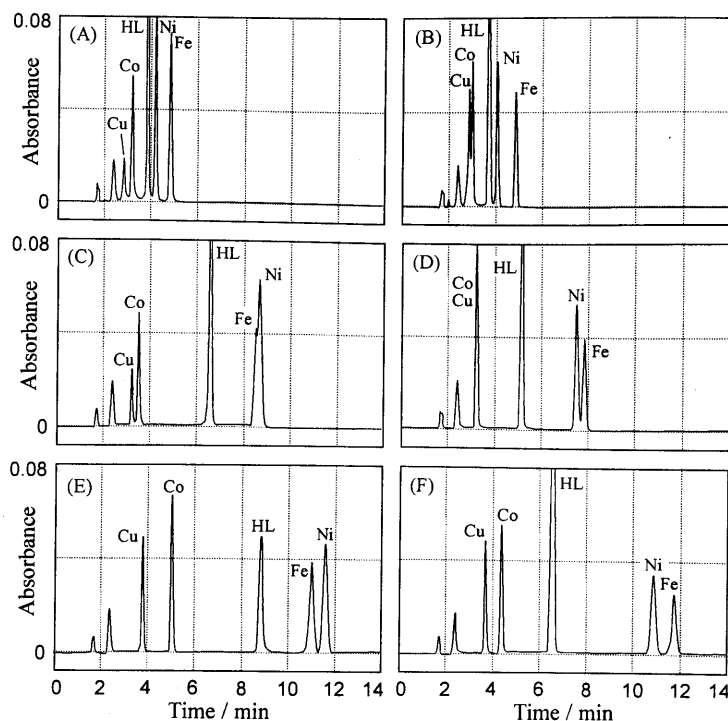 0.08
(A)
HL
Ni
Fe
Co
Cu
Absorbance
0
(B)
HL
Co
Cu
Ni
Fe
0.08
(C)
HL
Ni
Co
Fe
Cu
Absorbance
0
(D)
Co
Cu
HL
Ni
Fe
0.08
(E)
Co
Cu
HL
Ni
Fe
Absorbance
0
0 2 4 6 8 10 12 14
Time / min
(F)
HL
Cu
Co
Ni
Fe
0 2 4 6 8 10 12 14
Time / min